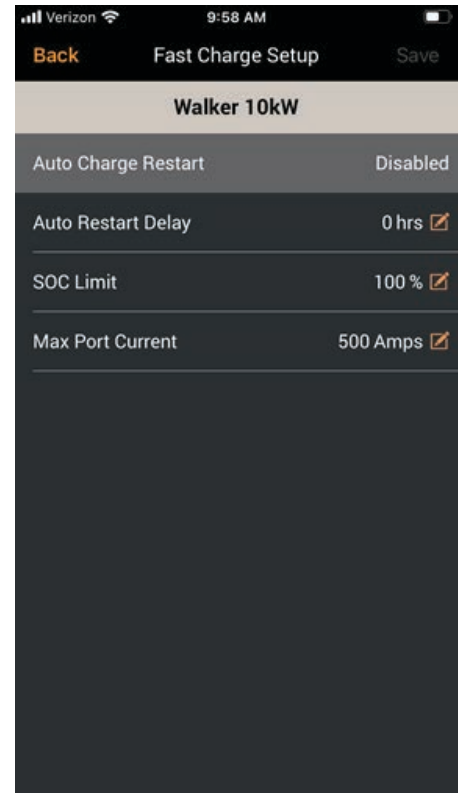 Verizon 9:58 AM
Back Fast Charge Setup Save
Walker 10kW
Auto Charge Restart Disabled
Auto Restart Delay 0 hrs
SOC Limit 100 %
Max Port Current 500 Amps